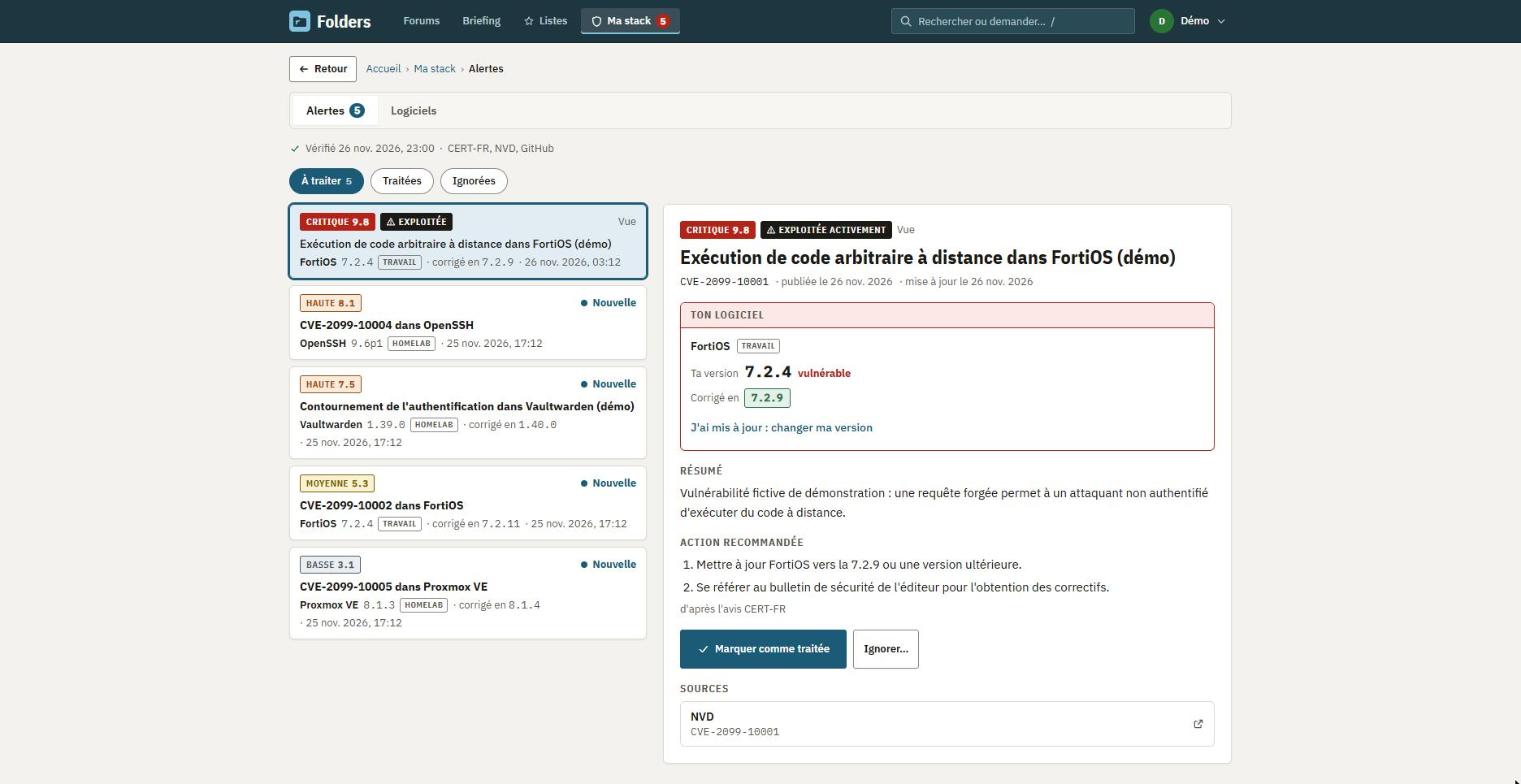 Folders
Forums
Briefing
Listes
Ma stack 5
Rechercher ou demander... /
D
Démo
Retour
Accueil › Ma stack › Alertes
Alertes 5
Logiciels
Vérifié 26 nov. 2026, 23:00 · CERT-FR, NVD, GitHub
À traiter 5
Traitées
Ignorées
CRITIQUE 9.8 ⚠ EXPLOITÉE Vue
Exécution de code arbitraire à distance dans FortiOS (démo)
FortiOS 7.2.4 TRAVAIL · corrigé en 7.2.9 · 26 nov. 2026, 03:12
HAUTE 8.1 Nouvelle
CVE-2099-10004 dans OpenSSH
OpenSSH 9.6p1 HOMELAB · 25 nov. 2026, 17:12
HAUTE 7.5 Nouvelle
Contournement de l'authentification dans Vaultwarden (démo)
Vaultwarden 1.39.0 HOMELAB · corrigé en 1.40.0
· 25 nov. 2026, 17:12
MOYENNE 5.3 Nouvelle
CVE-2099-10002 dans FortiOS
FortiOS 7.2.4 TRAVAIL · corrigé en 7.2.11 · 25 nov. 2026, 17:12
BASSE 3.1 Nouvelle
CVE-2099-10005 dans Proxmox VE
Proxmox VE 8.1.3 HOMELAB · corrigé en 8.1.4
· 25 nov. 2026, 17:12
CRITIQUE 9.8 ⚠ EXPLOITÉE ACTIVEMENT Vue
Exécution de code arbitraire à distance dans FortiOS (démo)
CVE-2099-10001 · publiée le 26 nov. 2026 · mise à jour le 26 nov. 2026
TON LOGICIEL
FortiOS TRAVAIL
Ta version 7.2.4 vulnérable
Corrigé en 7.2.9
J'ai mis à jour : changer ma version
RÉSUMÉ
Vulnérabilité fictive de démonstration : une requête forgée permet à un attaquant non authentifié
d'exécuter du code à distance.
ACTION RECOMMANDÉE
1. Mettre à jour FortiOS vers la 7.2.9 ou une version ultérieure.
2. Se référer au bulletin de sécurité de l'éditeur pour l'obtention des correctifs.
d'après l'avis CERT-FR
Marquer comme traitée
Ignorer...
SOURCES
NVD
CVE-2099-10001